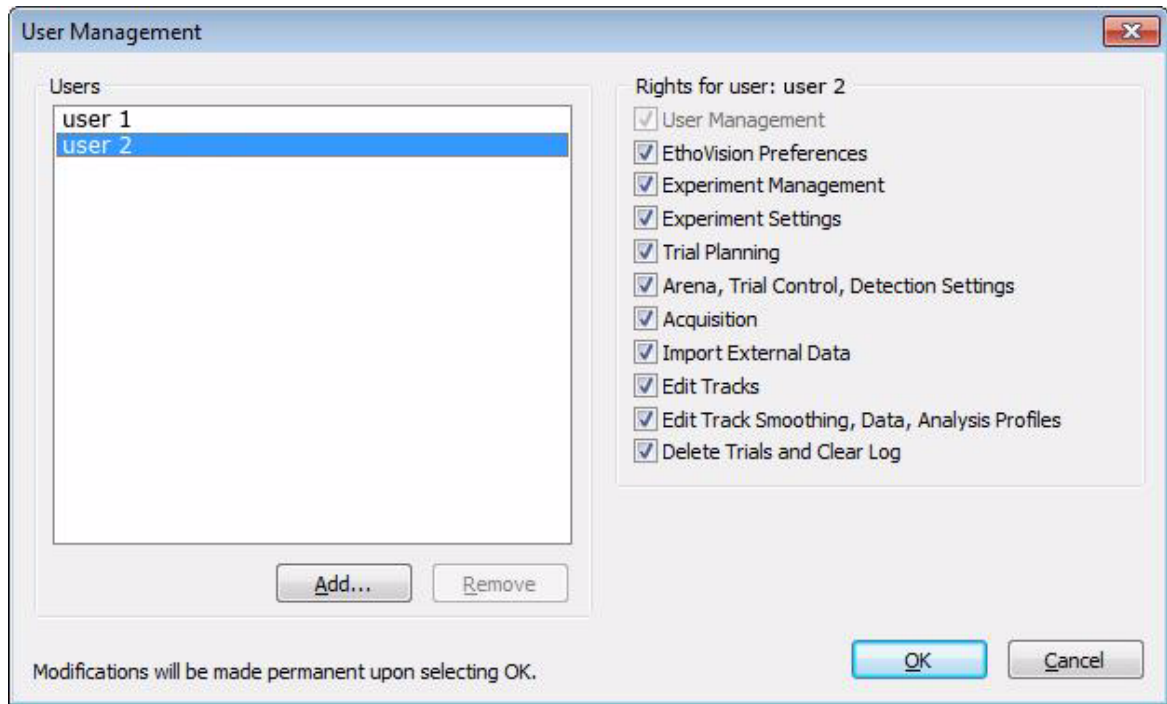 User Management
Users
user 1
user 2
Add...
Remove
Rights for user: user 2
User Management
EthoVision Preferences
Experiment Management
Experiment Settings
Trial Planning
Arena, Trial Control, Detection Settings
Acquisition
Import External Data
Edit Tracks
Edit Track Smoothing, Data, Analysis Profiles
Delete Trials and Clear Log
Modifications will be made permanent upon selecting OK.
OK
Cancel